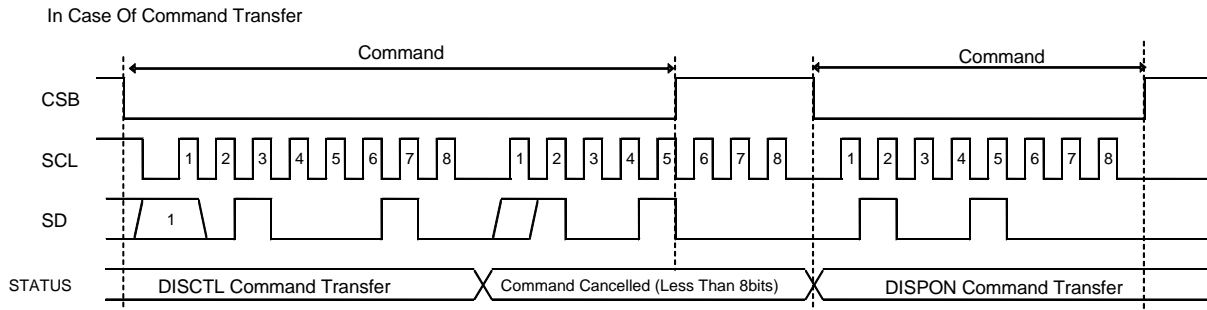 In Case Of Command Transfer
Command Command
CSB
SCL 1 2 3 4 5 6 7 8 1 2 3 4 5 6 7 8 1 2 3 4 5 6 7 8
SD 1
STATUS DISCTL Command Transfer Command Cancelled (Less Than 8bits) DISPON Command Transfer